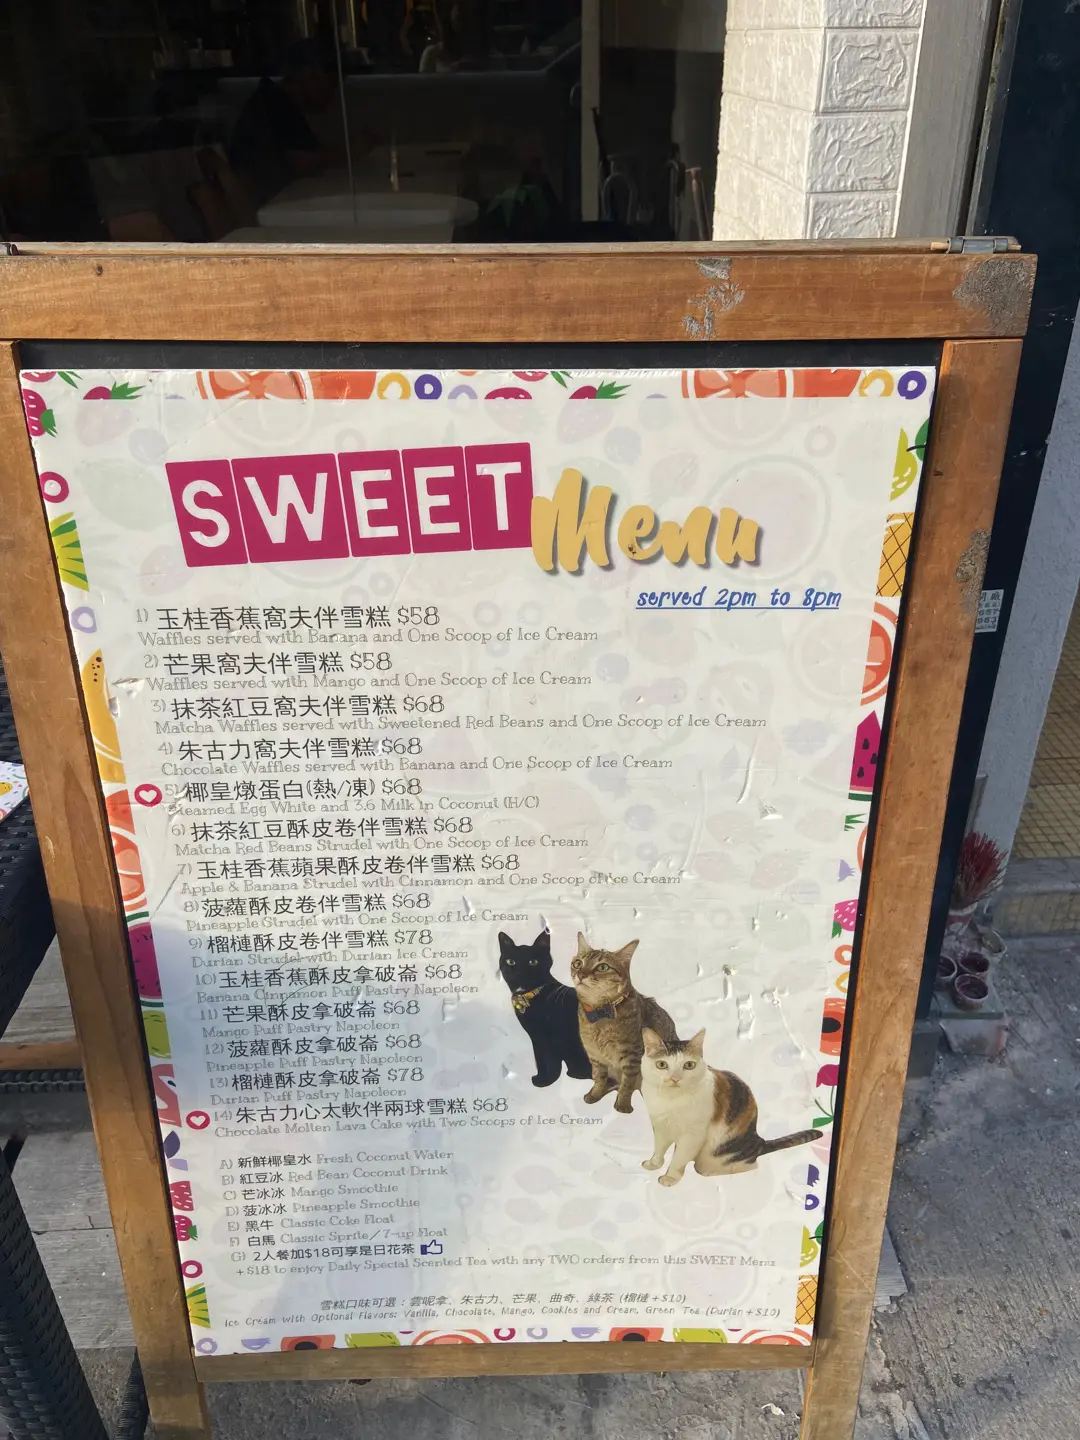 SWEET Menu
served 2pm to 8pm
1) 玉桂香蕉窩夫伴雪糕 $58
Waffles served with Banana and One Scoop of Ice Cream
2) 芒果窩夫伴雪糕 $58
Waffles served with Mango and One Scoop of Ice Cream
3) 抹茶紅豆窩夫伴雪糕 $68
Matcha Waffles served with Sweetened Red Beans and One Scoop of Ice Cream
4) 朱古力窩夫伴雪糕 $68
Chocolate Waffles served with Banana and One Scoop of Ice Cream
5) 椰皇燉蛋白(熱/凍) $68
Steamed Egg White and 3.6 Milk in Coconut (H/C)
6) 抹茶紅豆酥皮卷伴雪糕 $68
Matcha Red Beans Strudel with One Scoop of Ice Cream
7) 玉桂香蕉蘋果酥皮卷伴雪糕 $68
Apple & Banana Strudel with Cinnamon and One Scoop of Ice Cream
8) 菠蘿酥皮卷伴雪糕 $68
Pineapple Strudel with One Scoop of Ice Cream
9) 榴槤酥皮卷伴雪糕 $78
Durian Strudel with Durian Ice Cream
10) 玉桂香蕉酥皮拿破崙 $68
Banana Cinnamon Puff Pastry Napoleon
11) 芒果酥皮拿破崙 $68
Mango Puff Pastry Napoleon
12) 菠蘿酥皮拿破崙 $68
Pineapple Puff Pastry Napoleon
13) 榴槤酥皮拿破崙 $78
Durian Puff Pastry Napoleon
14) 朱古力心太軟伴兩球雪糕 $68
Chocolate Molten Lava Cake with Two Scoops of Ice Cream
A) 新鮮椰皇水 Fresh Coconut Water
B) 紅豆冰 Red Bean Coconut Drink
C) 芒冰冰 Mango Smoothie
D) 菠冰冰 Pineapple Smoothie
E) 黑牛 Classic Coke Float
F) 白馬 Classic Sprite/7-up Float
G) 2人餐加$18可享是日花茶
+$18 to enjoy Daily Special Scented Tea with any TWO orders from this SWEET Menu
雪糕口味可選：雲呢拿、朱古力、芒果、曲奇、綠茶 (榴槤 +$10)
Ice Cream with Optional Flavors: Vanilla, Chocolate, Mango, Cookies and Cream, Green Tea (Durian +$10)